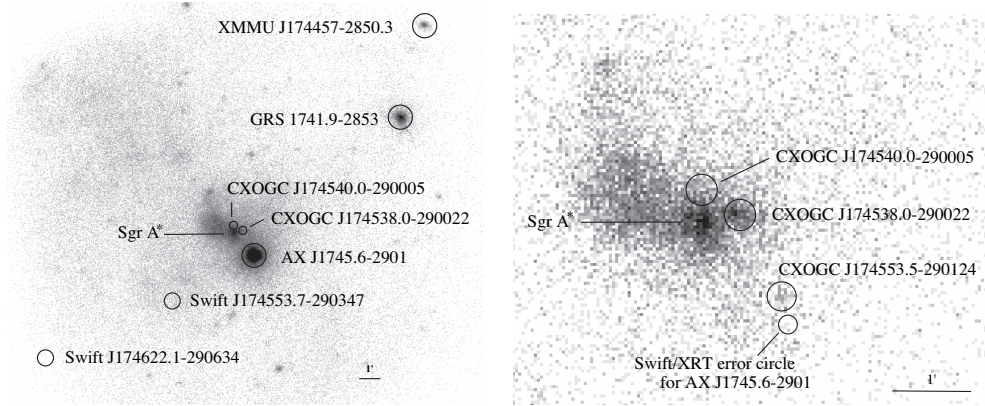 XMMU J174457-2850.3
GRS 1741.9-2853
CXOGC J174540.0-290005
CXOGC J174538.0-290022
Sgr A*
AX J1745.6-2901
Swift J174553.7-290347
Swift J174622.1-290634
1'
CXOGC J174540.0-290005
CXOGC J174538.0-290022
Sgr A*
CXOGC J174553.5-290124
Swift/XRT error circle
for AX J1745.6-2901
1'